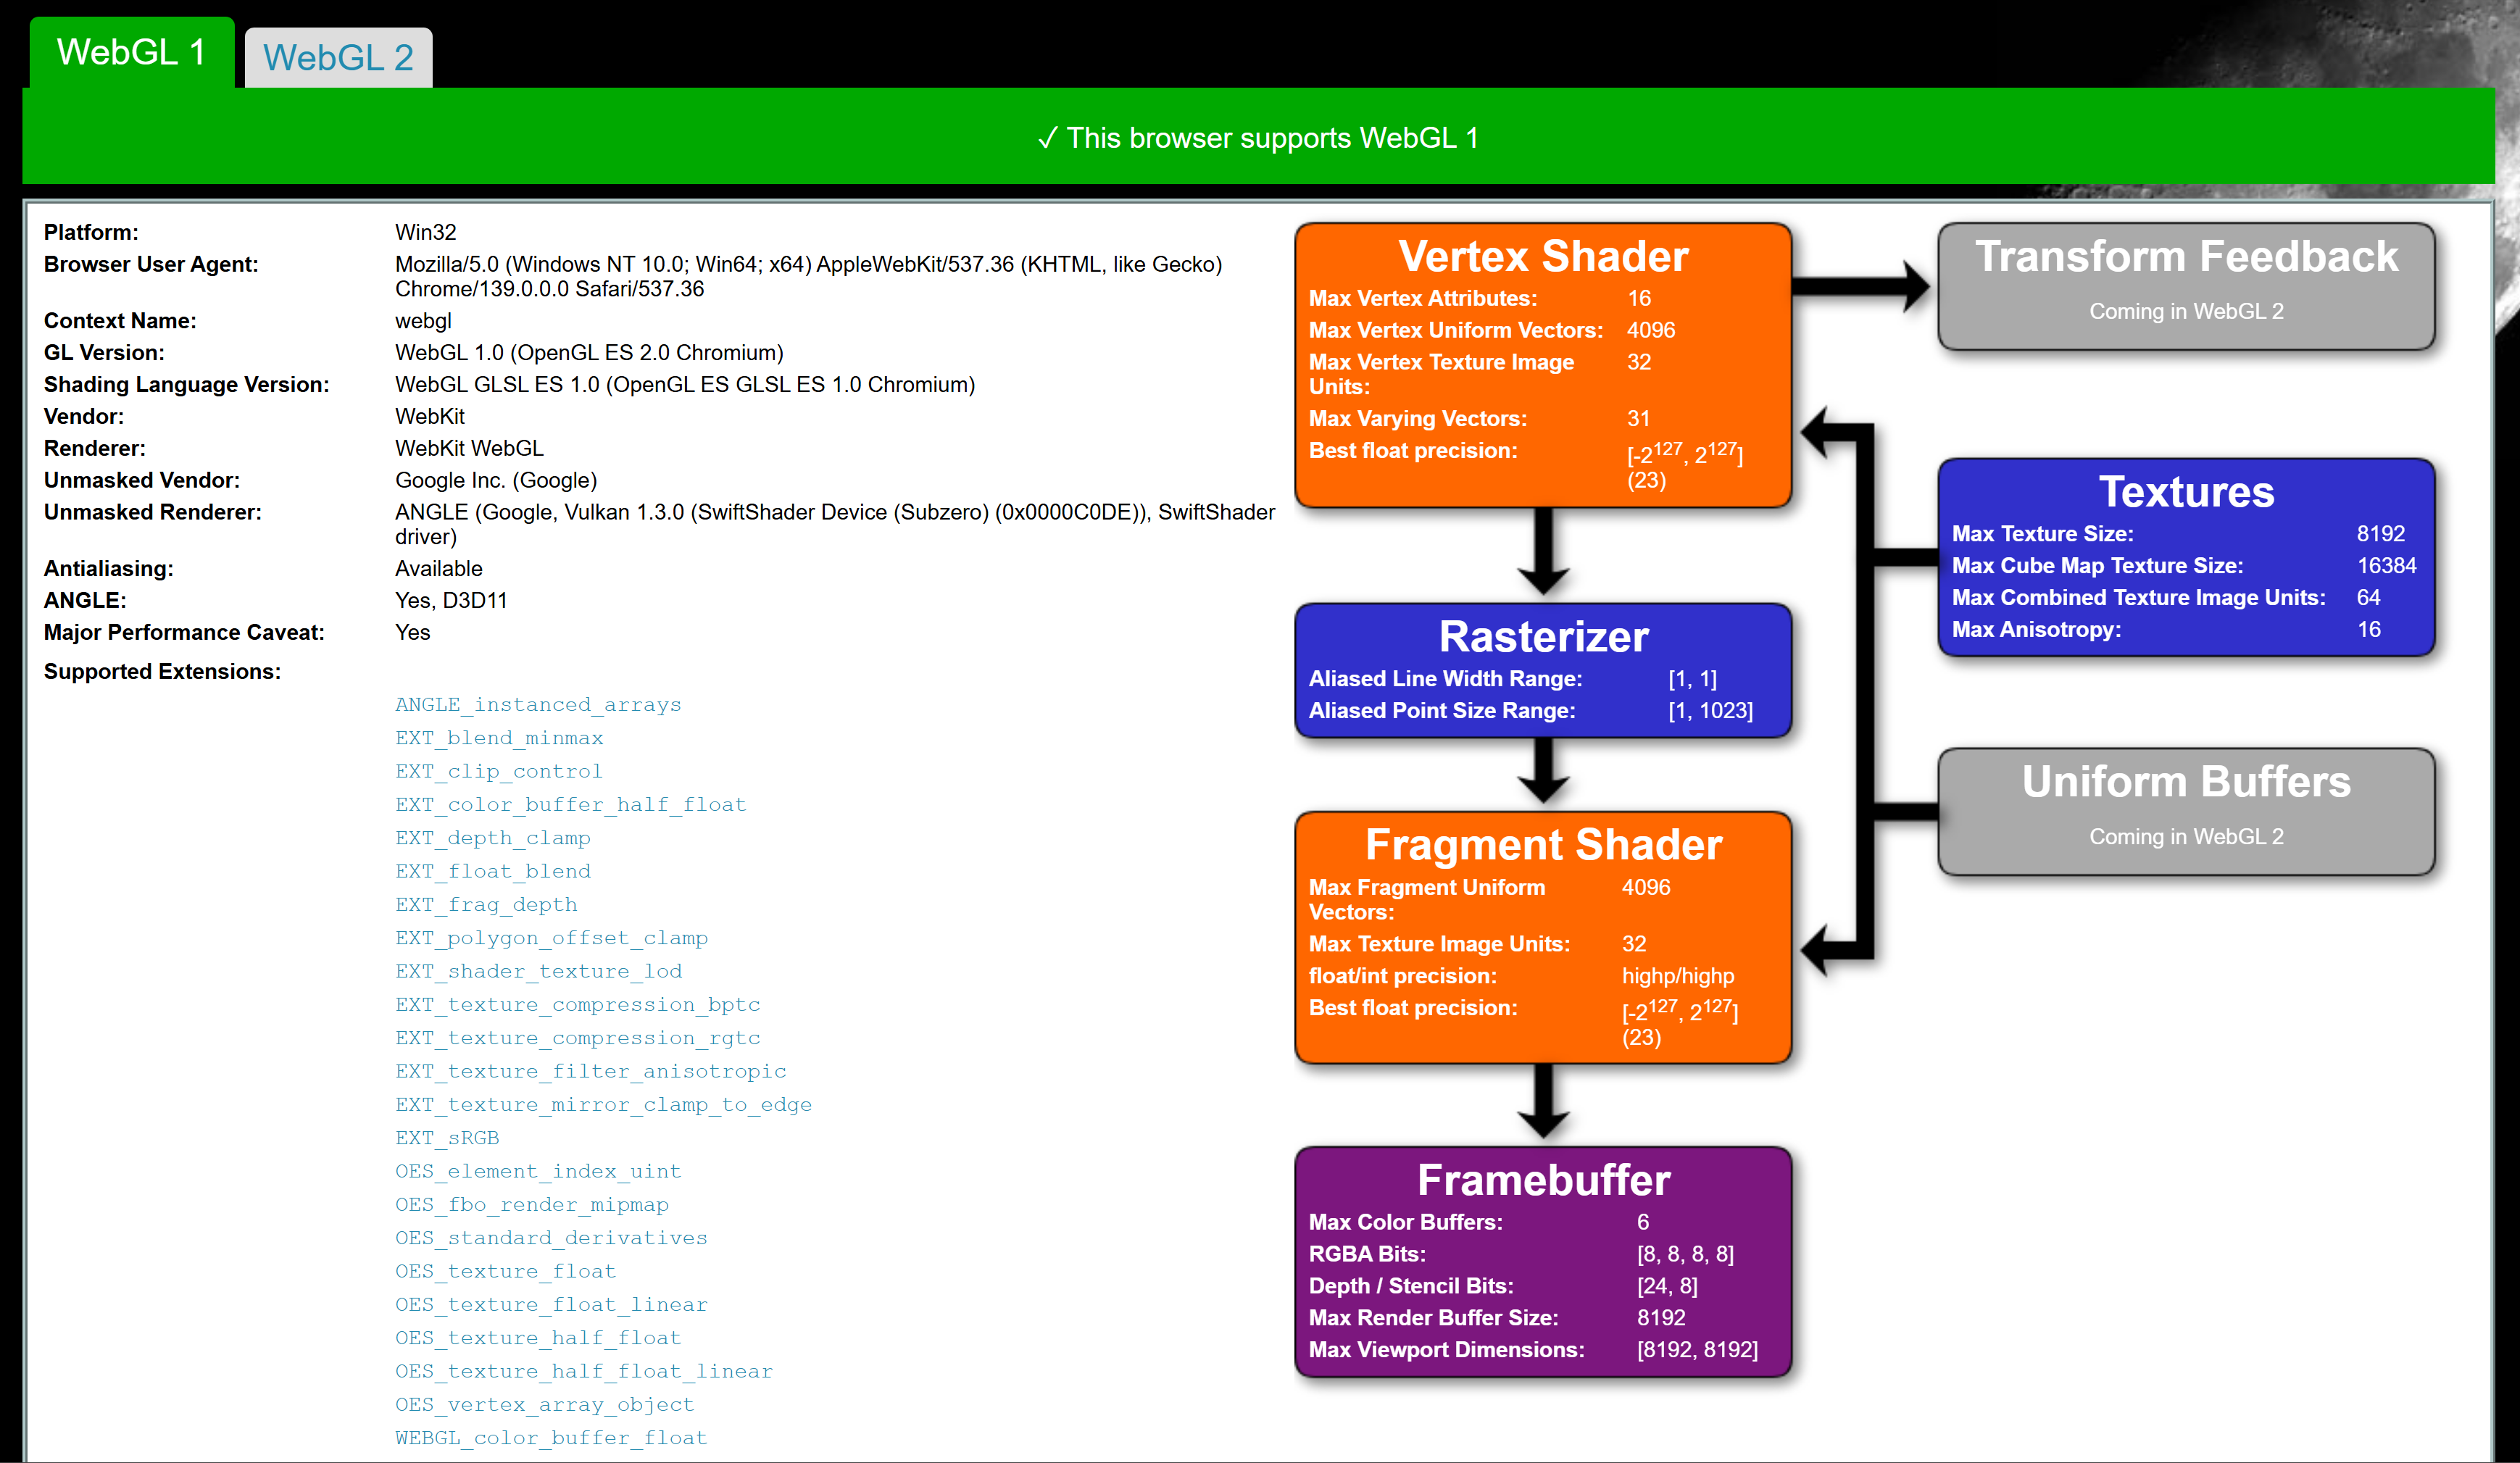 WebGL 1
WebGL 2
✓ This browser supports WebGL 1
Platform: Win32
Browser User Agent: Mozilla/5.0 (Windows NT 10.0; Win64; x64) AppleWebKit/537.36 (KHTML, like Gecko)
Chrome/139.0.0.0 Safari/537.36
Context Name: webgl
GL Version: WebGL 1.0 (OpenGL ES 2.0 Chromium)
Shading Language Version: WebGL GLSL ES 1.0 (OpenGL ES GLSL ES 1.0 Chromium)
Vendor: WebKit
Renderer: WebKit WebGL
Unmasked Vendor: Google Inc. (Google)
Unmasked Renderer: ANGLE (Google, Vulkan 1.3.0 (SwiftShader Device (Subzero) (0x0000C0DE)), SwiftShader
driver)
Antialiasing: Available
ANGLE: Yes, D3D11
Major Performance Caveat: Yes
Supported Extensions:
ANGLE_instanced_arrays
EXT_blend_minmax
EXT_clip_control
EXT_color_buffer_half_float
EXT_depth_clamp
EXT_float_blend
EXT_frag_depth
EXT_polygon_offset_clamp
EXT_shader_texture_lod
EXT_texture_compression_bptc
EXT_texture_compression_rgtc
EXT_texture_filter_anisotropic
EXT_texture_mirror_clamp_to_edge
EXT_sRGB
OES_element_index_uint
OES_fbo_render_mipmap
OES_standard_derivatives
OES_texture_float
OES_texture_float_linear
OES_texture_half_float
OES_texture_half_float_linear
OES_vertex_array_object
WEBGL_color_buffer_float
Vertex Shader
Max Vertex Attributes: 16
Max Vertex Uniform Vectors: 4096
Max Vertex Texture Image 32
Units:
Max Varying Vectors: 31
Best float precision: [-2¹²⁷, 2¹²⁷]
(23)
Transform Feedback
Coming in WebGL 2
Textures
Max Texture Size: 8192
Max Cube Map Texture Size: 16384
Max Combined Texture Image Units: 64
Max Anisotropy: 16
Rasterizer
Aliased Line Width Range: [1, 1]
Aliased Point Size Range: [1, 1023]
Uniform Buffers
Coming in WebGL 2
Fragment Shader
Max Fragment Uniform 4096
Vectors:
Max Texture Image Units: 32
float/int precision: highp/highp
Best float precision: [-2¹²⁷, 2¹²⁷]
(23)
Framebuffer
Max Color Buffers: 6
RGBA Bits: [8, 8, 8, 8]
Depth / Stencil Bits: [24, 8]
Max Render Buffer Size: 8192
Max Viewport Dimensions: [8192, 8192]